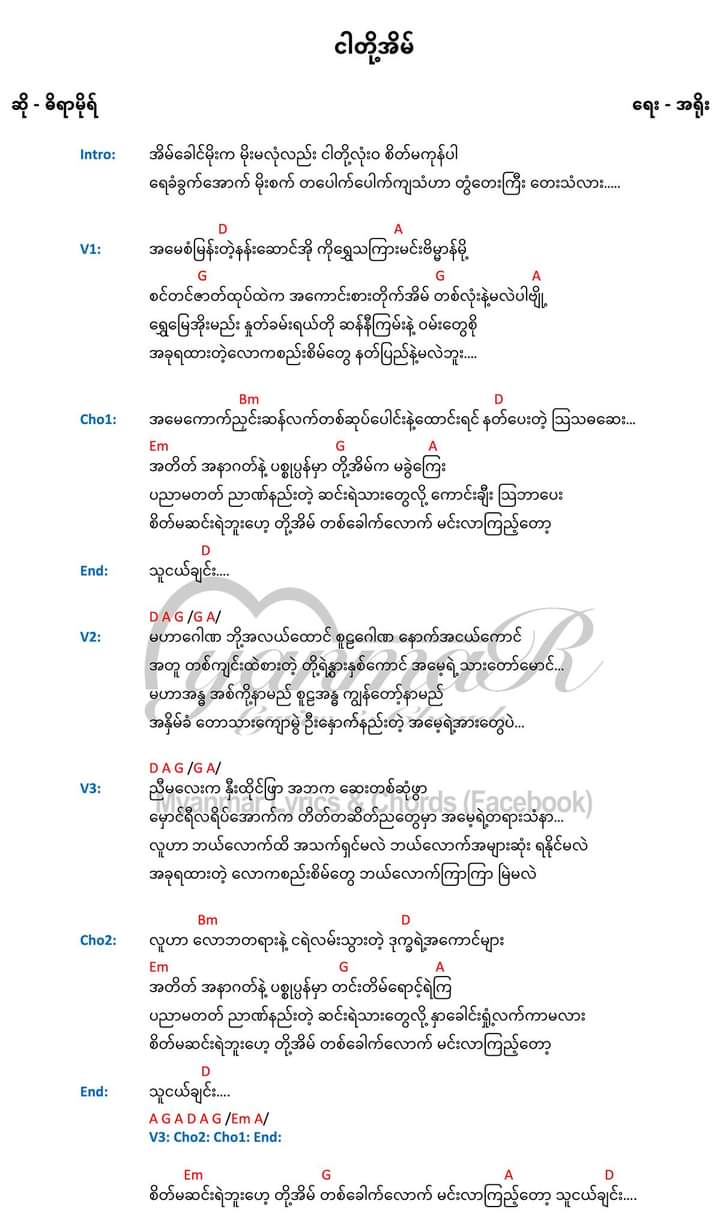 ငါတို့အိမ်
ဆို - ဓိရာမိုရ်
ရေး - အရိုး
Intro: အိမ်ခေါင်မိုးက မိုးမလုံလည်း ငါတို့လုံးဝ စိတ်မကုန်ပါ
ရေခံခွက်အောက် မိုးစက် တပေါက်ပေါက်ကျသံဟာ တွံတေးကြီး တေးသံလား.....
D A
V1: အမေစံမြန်းတဲ့နန်းဆောင်အို ကိုရွှေသကြားမင်းဗိမ္မာန်မို့
G G A
စင်တင်ဇာတ်ထုပ်ထဲက အကောင်းစားတိုက်အိမ် တစ်လုံးနဲ့မလဲပါဗျို့
ရွှေမြေအိုးမည်း နှုတ်ခမ်းရယ်တို ဆန်နီကြမ်းနဲ့ ဝမ်းတွေစို
အခုရထားတဲ့လောကစည်းစိမ်တွေ နတ်ပြည်နဲ့မလဲဘူး....
Bm D
Cho1: အမေကောက်ညှင်းဆန်လက်တစ်ဆုပ်ပေါင်းနဲ့ထောင်းရင် နတ်ပေးတဲ့ သြသဓဆေး...
Em G A
အတိတ် အနာဂတ်နဲ့ ပစ္စုပ္ပန်မှာ တို့အိမ်က မခွဲကြေး
ပညာမတတ် ညာဏ်နည်းတဲ့ ဆင်းရဲသားတွေလို့ ကောင်းချီး သြဘာပေး
စိတ်မဆင်းရဲဘူးဟေ့ တို့အိမ် တစ်ခေါက်လောက် မင်းလာကြည့်တော့
D
End: သူငယ်ချင်း....
D A G /G A/
V2: မဟာဂေါဏ ဘို့အလယ်ထောင် စူဠဂေါဏ နောက်အငယ်ကောင်
အတူ တစ်ကျင်းထဲစားတဲ့ တို့ရဲ့နွားနှစ်ကောင် အမေ့ရဲ့ သားတော်မောင်...
မဟာအန္ဓ အစ်ကို့နာမည် စူဠအန္ဓ ကျွန်တော့်နာမည်
အနှိမ်ခံ တောသားကျောမွဲ ဦးနှောက်နည်းတဲ့ အမေ့ရဲ့အားတွေပဲ...
D A G /G A/
V3: ညီမလေးက နှီးထိုင်ဖြာ အဘက ဆေးတစ်ဆုံဖွာ
မှောင်ရီလရိပ်အောက်က တိတ်တဆိတ်ညတွေမှာ အမေ့ရဲ့တရားသံနာ...
လူဟာ ဘယ်လောက်ထိ အသက်ရှင်မလဲ ဘယ်လောက်အများဆုံး ရနိုင်မလဲ
အခုရထားတဲ့ လောကစည်းစိမ်တွေ ဘယ်လောက်ကြာကြာ မြဲမလဲ
Bm D
Cho2: လူဟာ လောဘတရားနဲ့ ငရဲလမ်းသွားတဲ့ ဒုက္ခရဲ့အကောင်များ
Em G A
အတိတ် အနာဂတ်နဲ့ ပစ္စုပ္ပန်မှာ တင်းတိမ်ရောင့်ရဲကြ
ပညာမတတ် ညာဏ်နည်းတဲ့ ဆင်းရဲသားတွေလို့ နှာခေါင်းရှုံ့လက်ကာမလား
စိတ်မဆင်းရဲဘူးဟေ့ တို့အိမ် တစ်ခေါက်လောက် မင်းလာကြည့်တော့
D
End: သူငယ်ချင်း....
A G A D A G /Em A/
V3: Cho2: Cho1: End:
Em G A D
စိတ်မဆင်းရဲဘူးဟေ့ တို့အိမ် တစ်ခေါက်လောက် မင်းလာကြည့်တော့ သူငယ်ချင်း....
yanmaR
Lyrics & Chords
Myanmar Lyrics & Chords (Facebook)